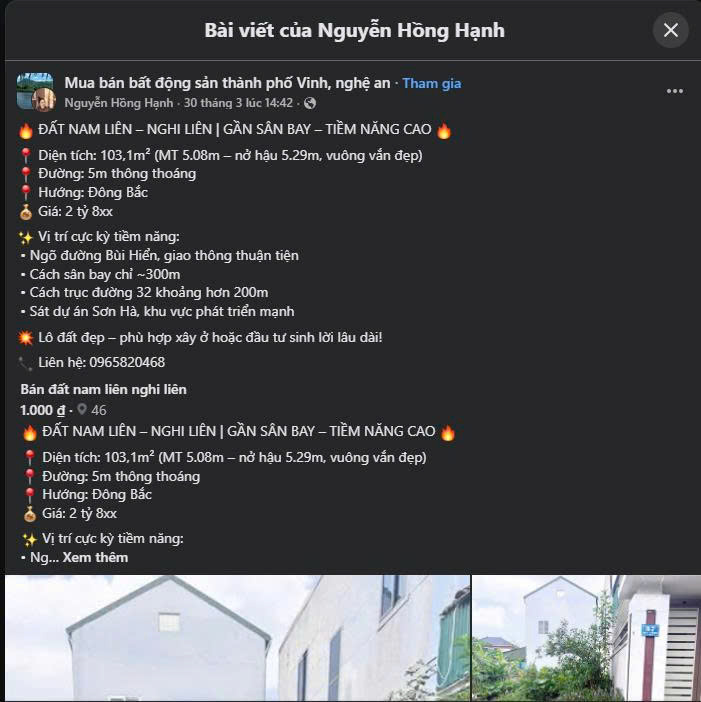 Bài viết của Nguyễn Hồng Hạnh
Mua bán bất động sản thành phố Vinh, nghệ an · Tham gia
Nguyễn Hồng Hạnh · 30 tháng 3 lúc 14:42 ·
🔥 ĐẤT NAM LIÊN – NGHI LIÊN | GẦN SÂN BAY – TIỀM NĂNG CAO 🔥
📍 Diện tích: 103,1m² (MT 5.08m – nở hậu 5.29m, vuông vắn đẹp)
📍 Đường: 5m thông thoáng
📍 Hướng: Đông Bắc
💰 Giá: 2 tỷ 8xx
✨ Vị trí cực kỳ tiềm năng:
• Ngõ đường Bùi Hiển, giao thông thuận tiện
• Cách sân bay chỉ ~300m
• Cách trục đường 32 khoảng hơn 200m
• Sát dự án Sơn Hà, khu vực phát triển mạnh
💥 Lô đất đẹp – phù hợp xây ở hoặc đầu tư sinh lời lâu dài!
📞 Liên hệ: 0965820468
Bán đất nam liên nghi liên
1.000 ₫ · 46
🔥 ĐẤT NAM LIÊN – NGHI LIÊN | GẦN SÂN BAY – TIỀM NĂNG CAO 🔥
📍 Diện tích: 103,1m² (MT 5.08m – nở hậu 5.29m, vuông vắn đẹp)
📍 Đường: 5m thông thoáng
📍 Hướng: Đông Bắc
💰 Giá: 2 tỷ 8xx
✨ Vị trí cực kỳ tiềm năng:
• Ng... Xem thêm